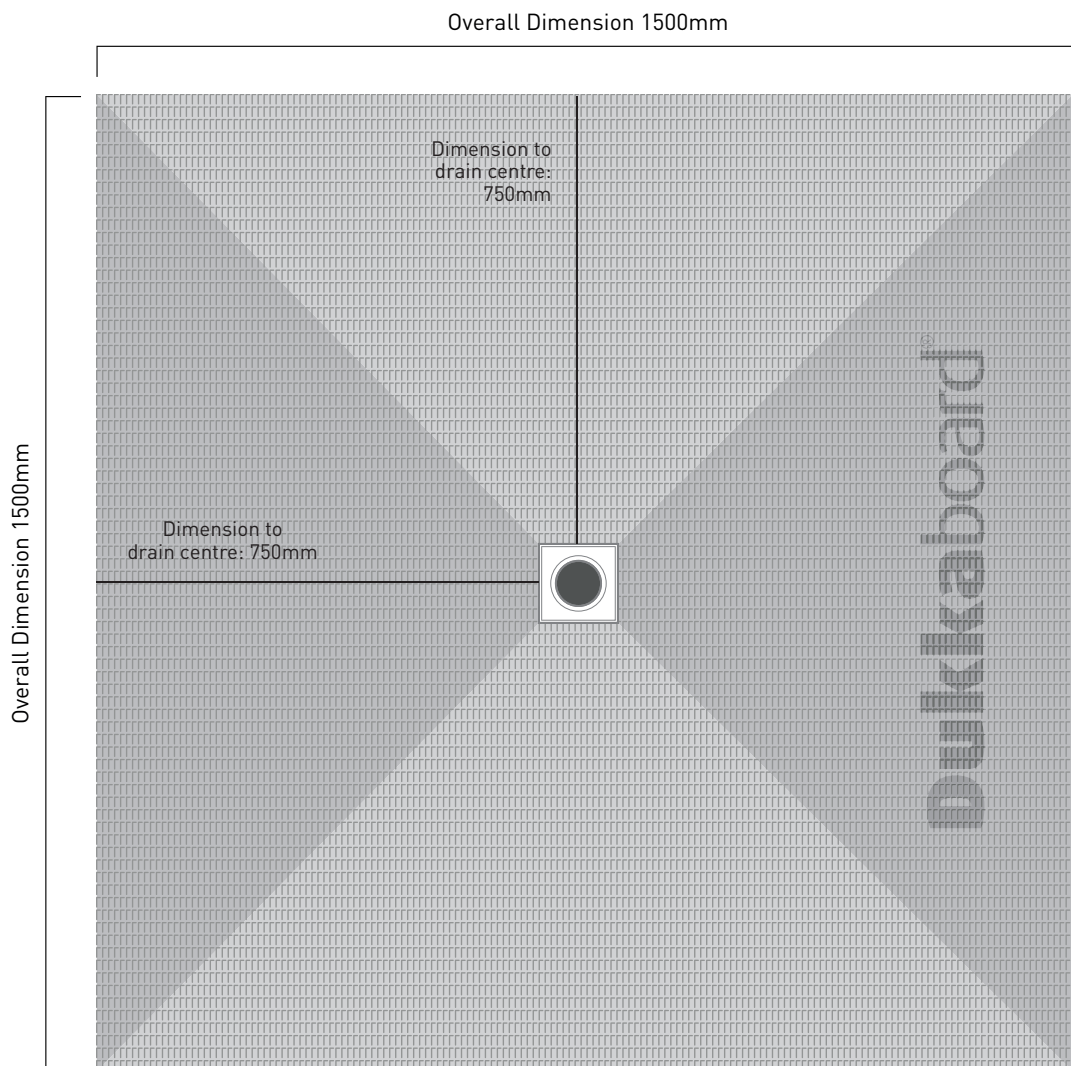 Overall Dimension 1500mm
Dimension to
drain centre:
750mm
Overall Dimension 1500mm
Dimension to
drain centre: 750mm
Dukkaboard®